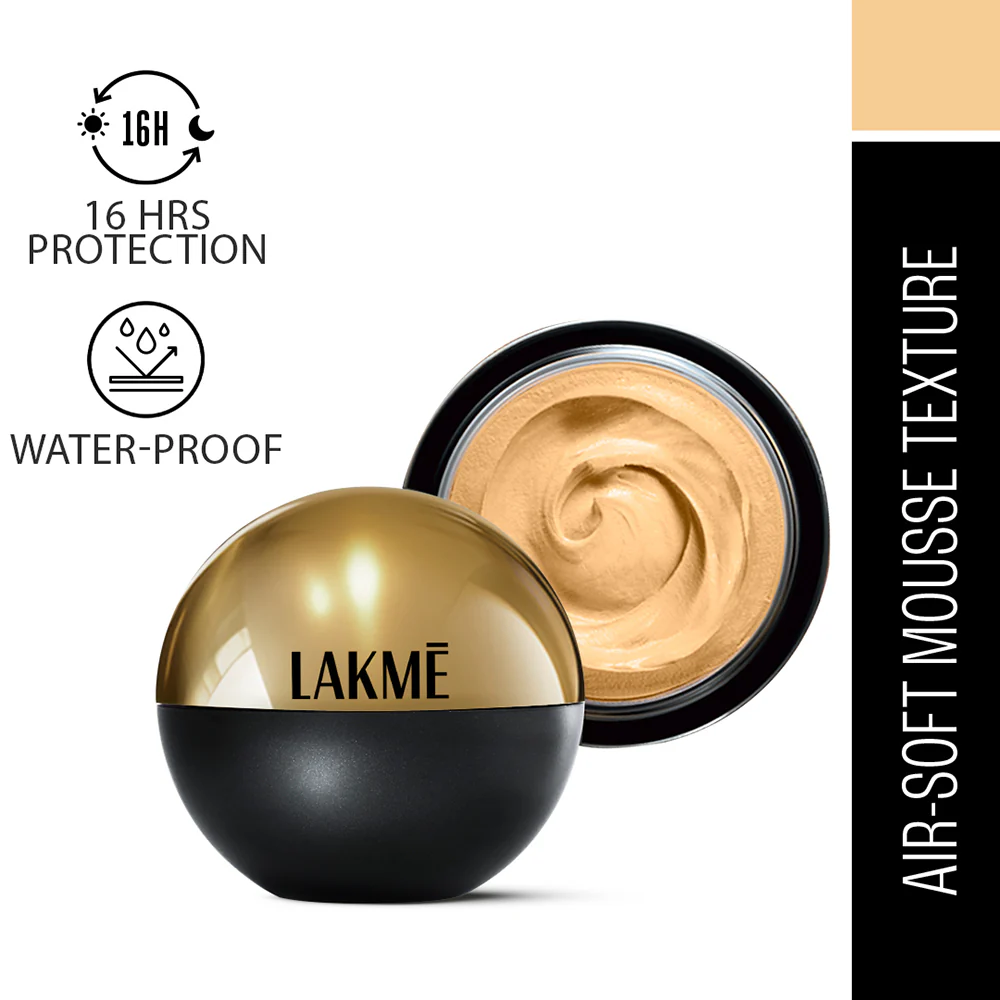 16H
16 HRS
PROTECTION
WATER-PROOF
LAKMĒ
AIR-SOFT MOUSSE TEXTURE